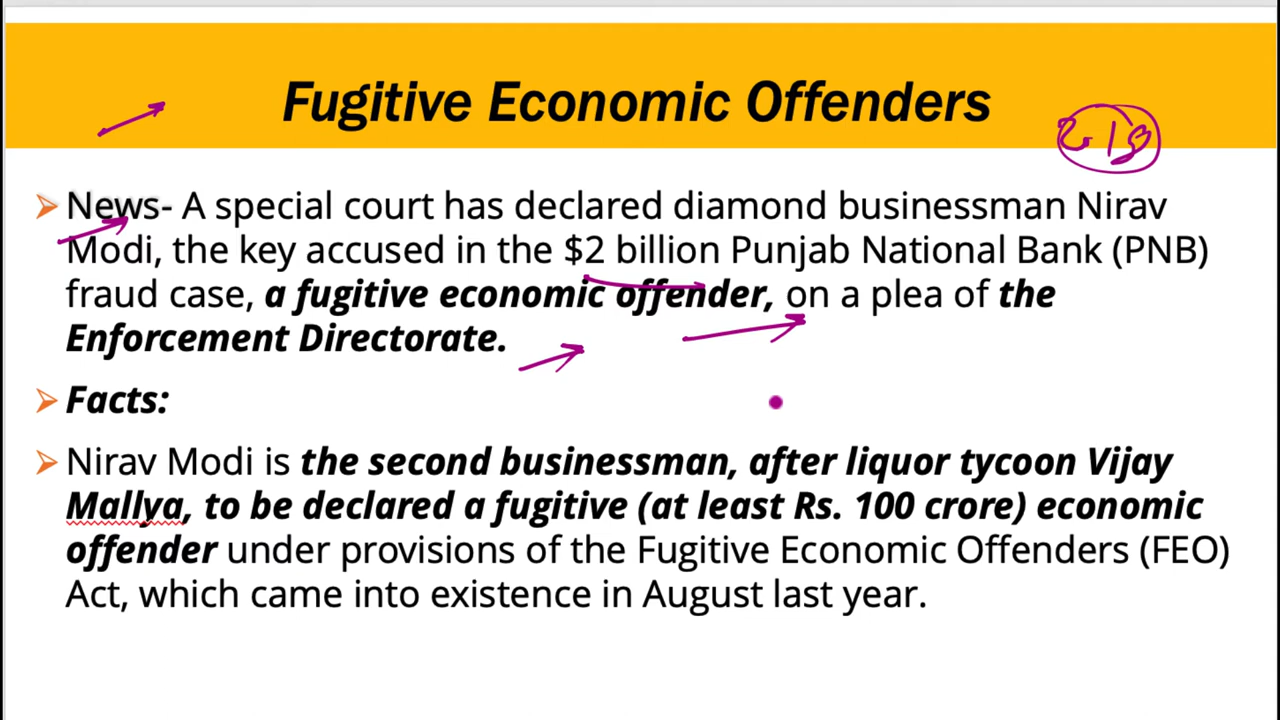 Fugitive Economic Offenders
News- A special court has declared diamond businessman Nirav
Modi, the key accused in the $2 billion Punjab National Bank (PNB)
fraud case, a fugitive economic offender, on a plea of the
Enforcement Directorate.
Facts:
Nirav Modi is the second businessman, after liquor tycoon Vijay
Mallya, to be declared a fugitive (at least Rs. 100 crore) economic
offender under provisions of the Fugitive Economic Offenders (FEO)
Act, which came into existence in August last year.